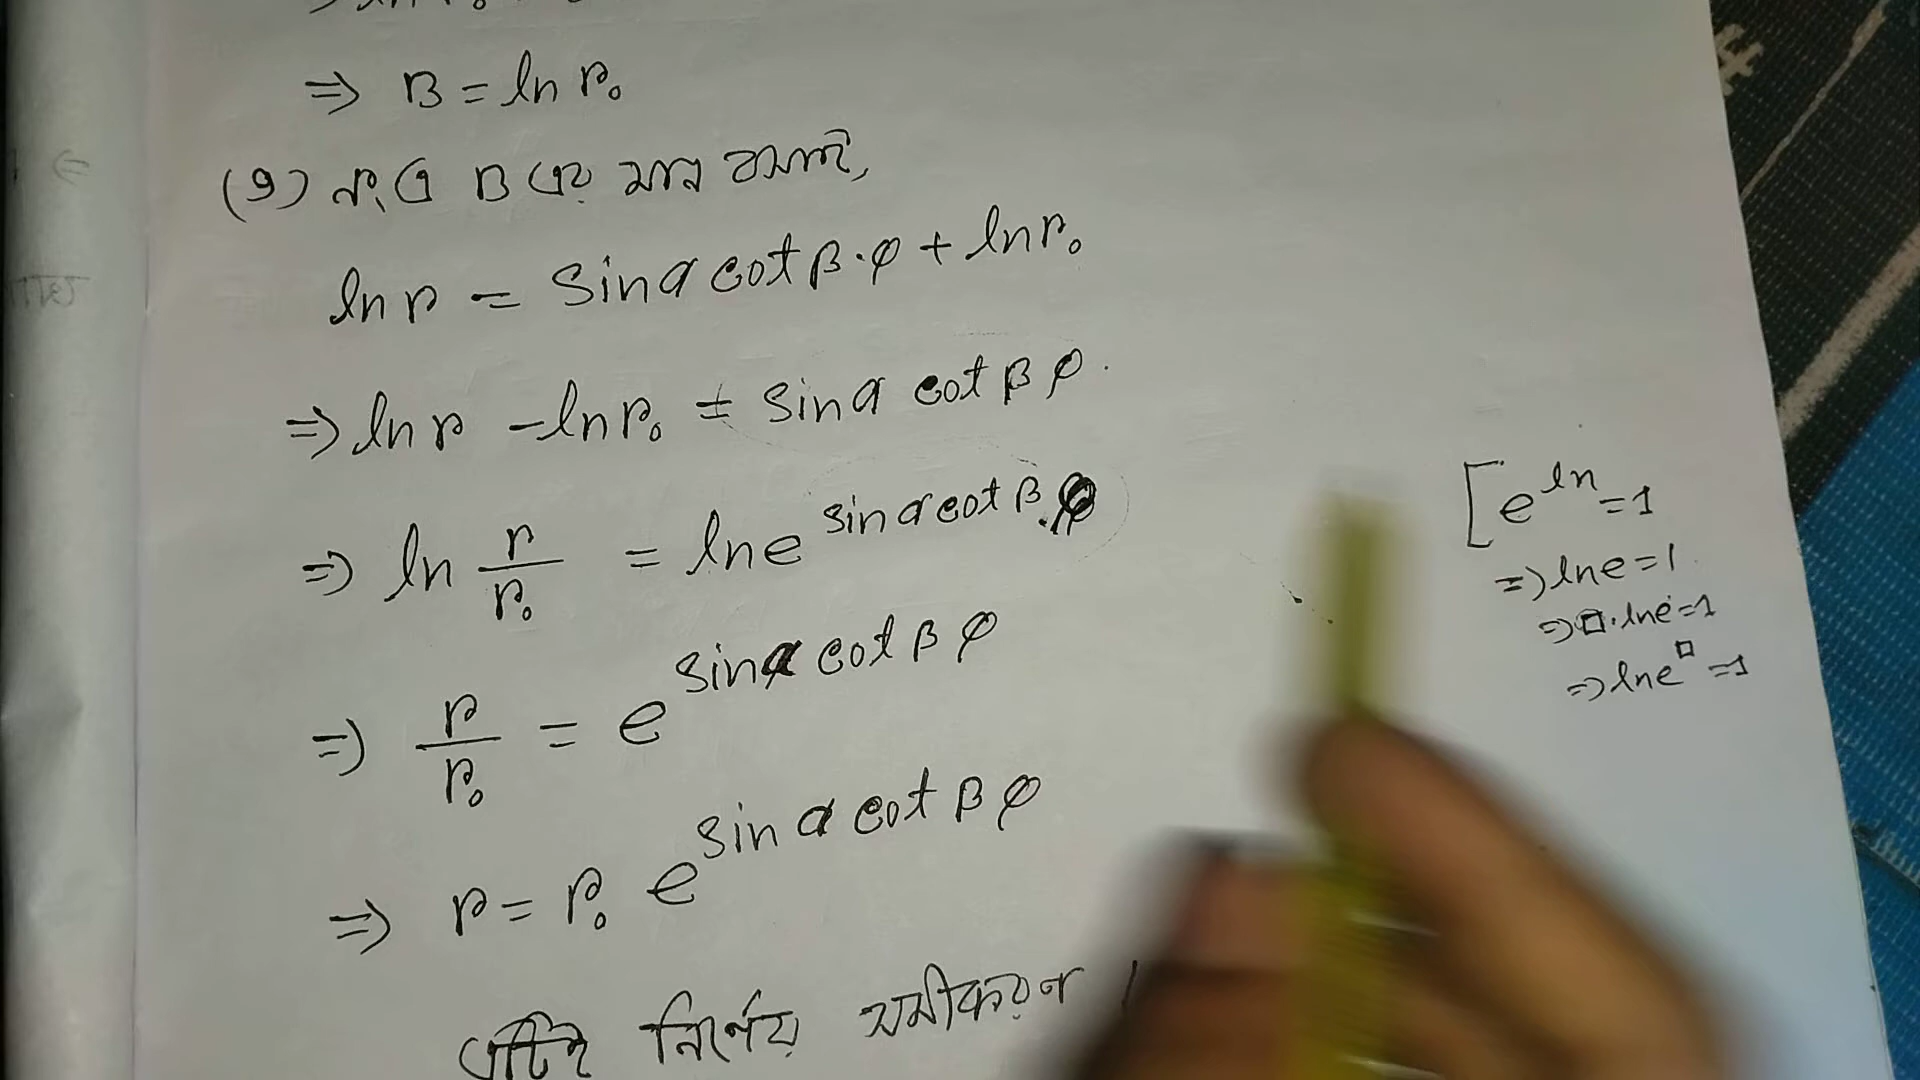 ⇒ B = ln r₀
(9) নং এ B এর মান বসাই,
ln r = sin α cot β · φ + ln r₀
⇒ ln r − ln r₀ = sin α cot β φ
⇒ ln r/r₀ = ln e^(sin α cot β · φ)
⇒ r/r₀ = e^(sin α cot β φ)
⇒ r = r₀ e^(sin α cot β φ)
এটিই নির্ণেয় সমীকরণ।
[e^ln = 1
⇒ ln e = 1
⇒ □ · ln e = 1
⇒ ln e^□ = 1